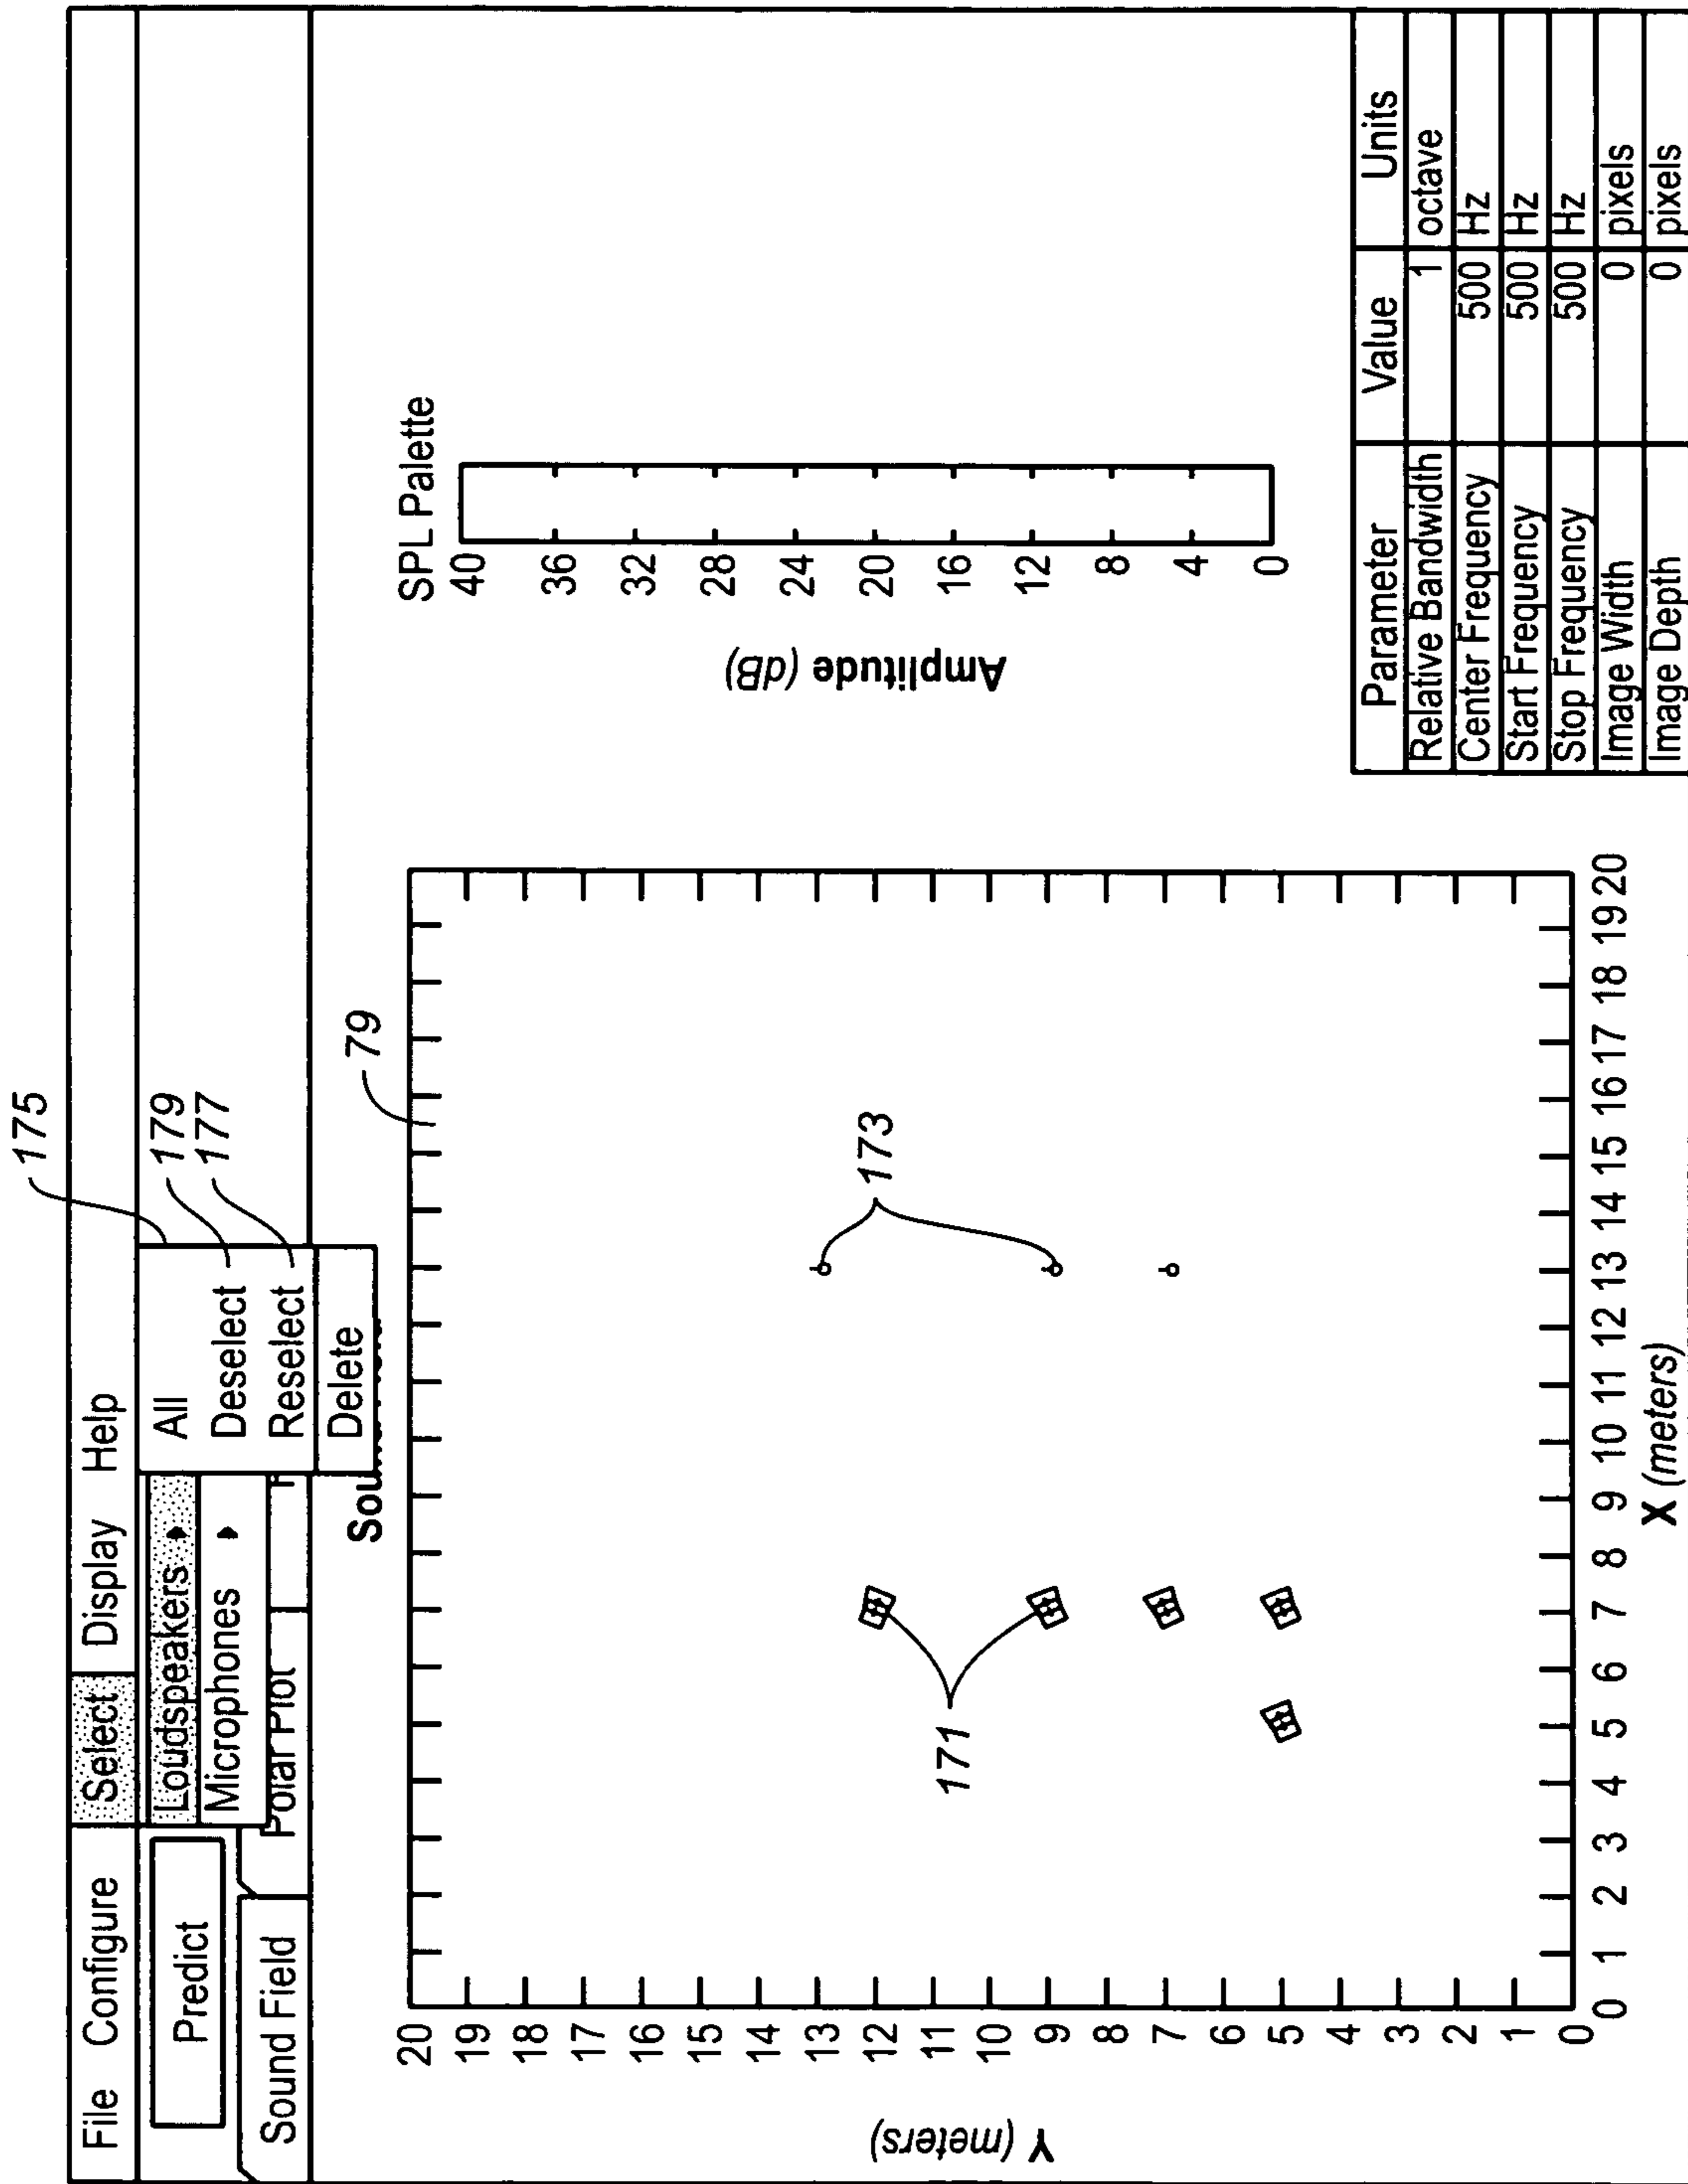 175
File Configure Select Display Help
Predict
Loudspeakers
Microphones
All
Deselect
Reselect
Delete
179
177
Sound Field
Polar Plot
79
20
19
18
17
16
15
14
13
12
11
10
9
8
7
6
5
4
3
2
1
0
Y (meters)
171
173
0 1 2 3 4 5 6 7 8 9 10 11 12 13 14 15 16 17 18 19 20
X (meters)
SPL Palette
40
36
32
28
24
20
16
12
8
4
0
Amplitude (dB)
Parameter Value Units
Relative Bandwidth 1 octave
Center Frequency 500 Hz
Start Frequency 500 Hz
Stop Frequency 500 Hz
Image Width 0 pixels
Image Depth 0 pixels